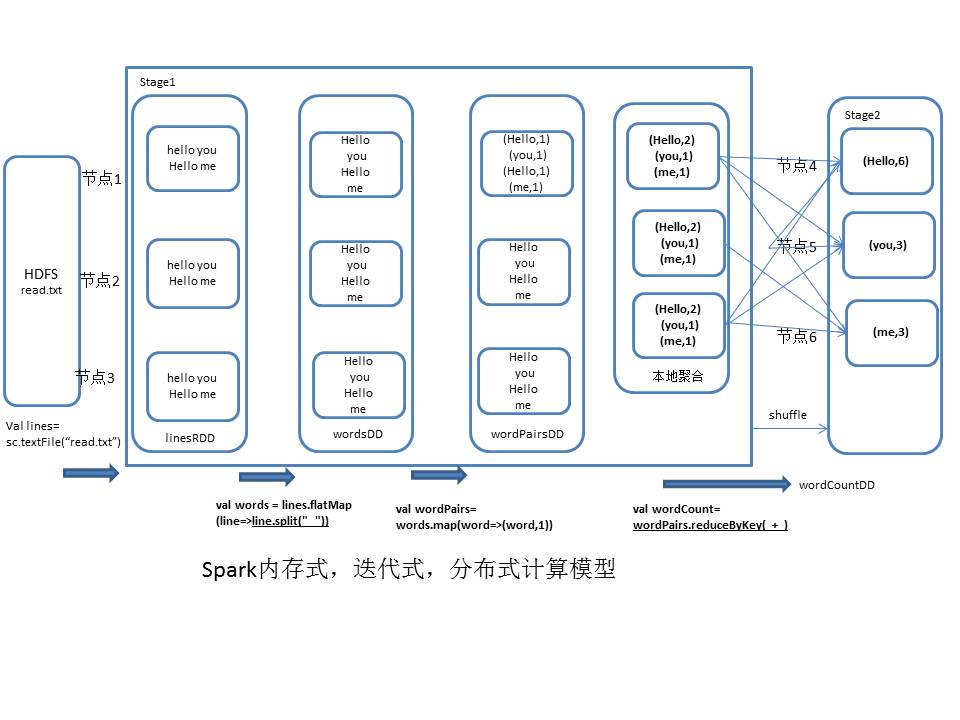 Stage1
Stage2
HDFS
read.txt
节点1
节点2
节点3
hello you
Hello me
hello you
Hello me
hello you
Hello me
linesRDD
Hello
you
Hello
me
Hello
you
Hello
me
Hello
you
Hello
me
wordsDD
(Hello,1)
(you,1)
(Hello,1)
(me,1)
Hello
you
Hello
me
Hello
you
Hello
me
wordPairsDD
(Hello,2)
(you,1)
(me,1)
(Hello,2)
(you,1)
(me,1)
(Hello,2)
(you,1)
(me,1)
本地聚合
节点4
节点5
节点6
shuffle
(Hello,6)
(you,3)
(me,3)
Val lines=
sc.textFile(“read.txt”)
val words = lines.flatMap
(line=>line.split(" "))
val wordPairs=
words.map(word=>(word,1))
val wordCount=
wordPairs.reduceByKey(_+_)
wordCountDD
Spark内存式，迭代式，分布式计算模型